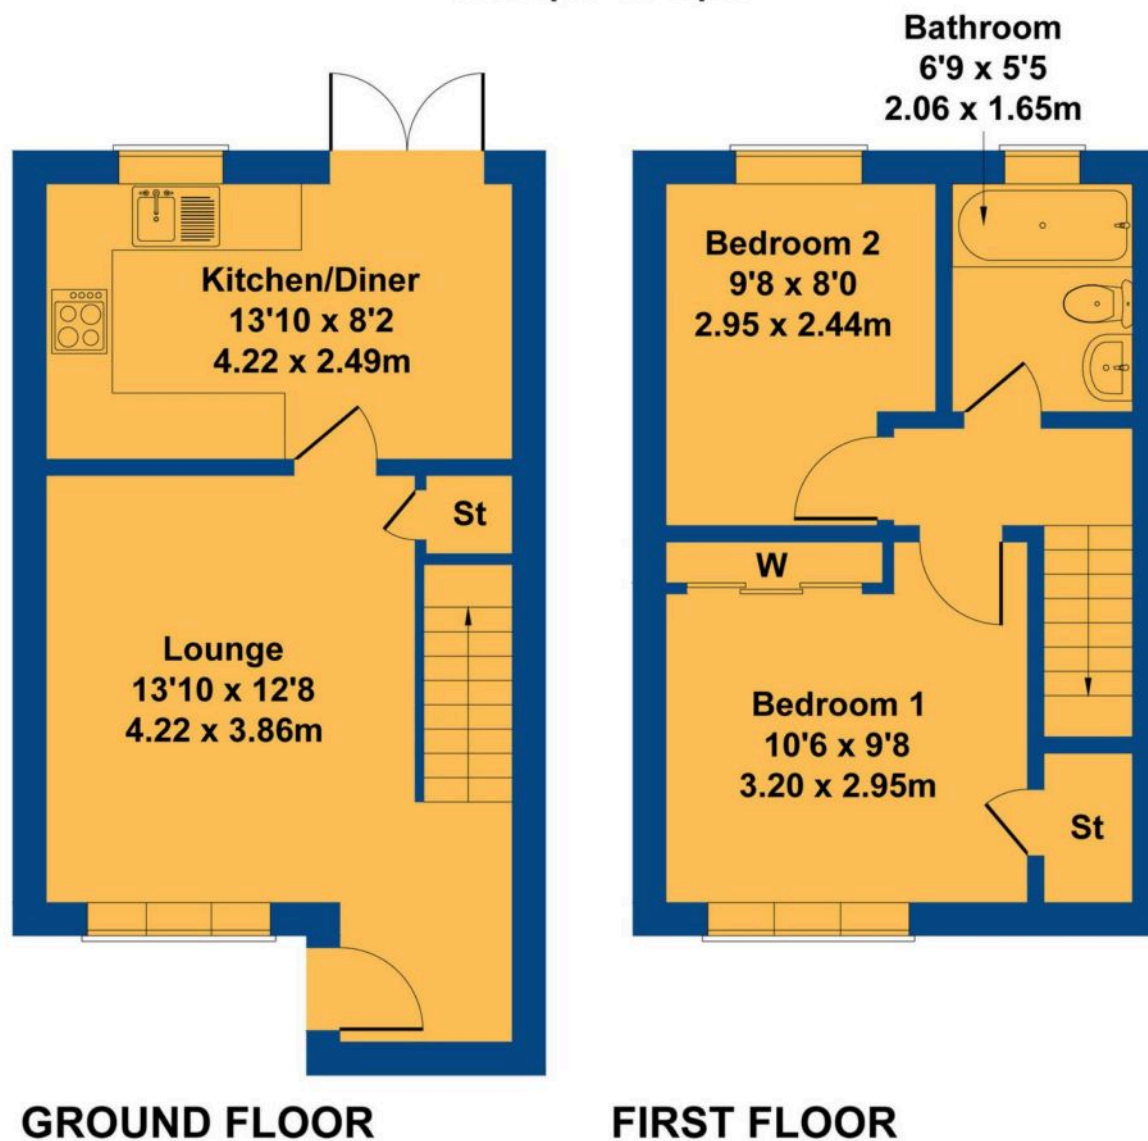 Bathroom
6'9 x 5'5
2.06 x 1.65m
Kitchen/Diner
13'10 x 8'2
4.22 x 2.49m
St
Lounge
13'10 x 12'8
4.22 x 3.86m
Bedroom 2
9'8 x 8'0
2.95 x 2.44m
W
Bedroom 1
10'6 x 9'8
3.20 x 2.95m
St
GROUND FLOOR
FIRST FLOOR